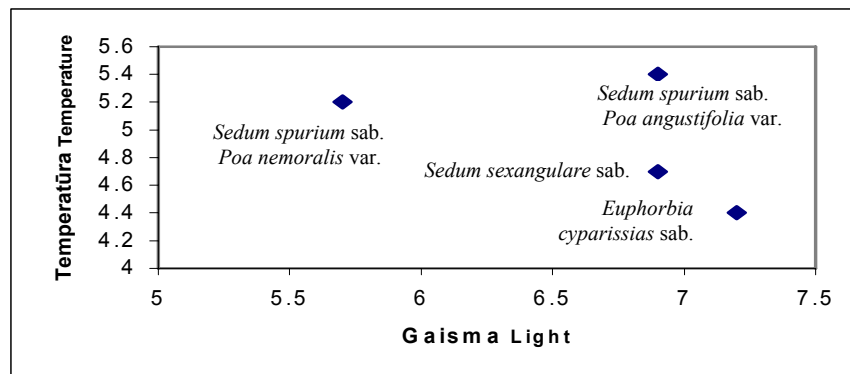 Temperatūra Temperature
5.6
5.4
5.2
5
4.8
4.6
4.4
4.2
4
Sedum spurium sab.
Poa nemoralis var.
Sedum spurium sab.
Poa angustifolia var.
Sedum sexangulare sab.
Euphorbia
cyparissias sab.
5 5.5 6 6.5 7 7.5
Gaisma Light